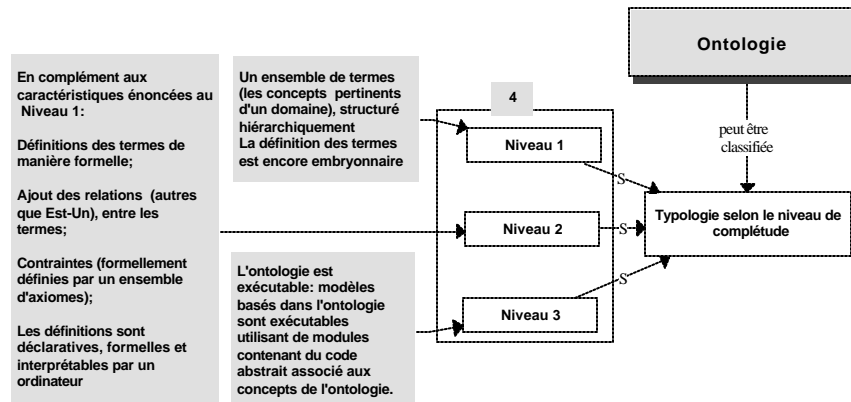 Ontologie
En complément aux
caractéristiques énoncées au
Niveau 1:
Définitions des termes de
manière formelle;
Ajout des relations (autres
que Est-Un), entre les
termes;
Contraintes (formellement
définies par un ensemble
d'axiomes);
Les définitions sont
déclaratives, formelles et
interprétables par un
ordinateur
Un ensemble de termes
(les concepts pertinents
d'un domaine), structuré
hiérarchiquement
La définition des termes
est encore embryonnaire
L'ontologie est
exécutable: modèles
basés dans l'ontologie
sont exécutables
utilisant de modules
contenant du code
abstrait associé aux
concepts de l'ontologie.
4
Niveau 1
Niveau 2
Niveau 3
S
S
S
peut être
classifiée
Typologie selon le niveau de
complétude